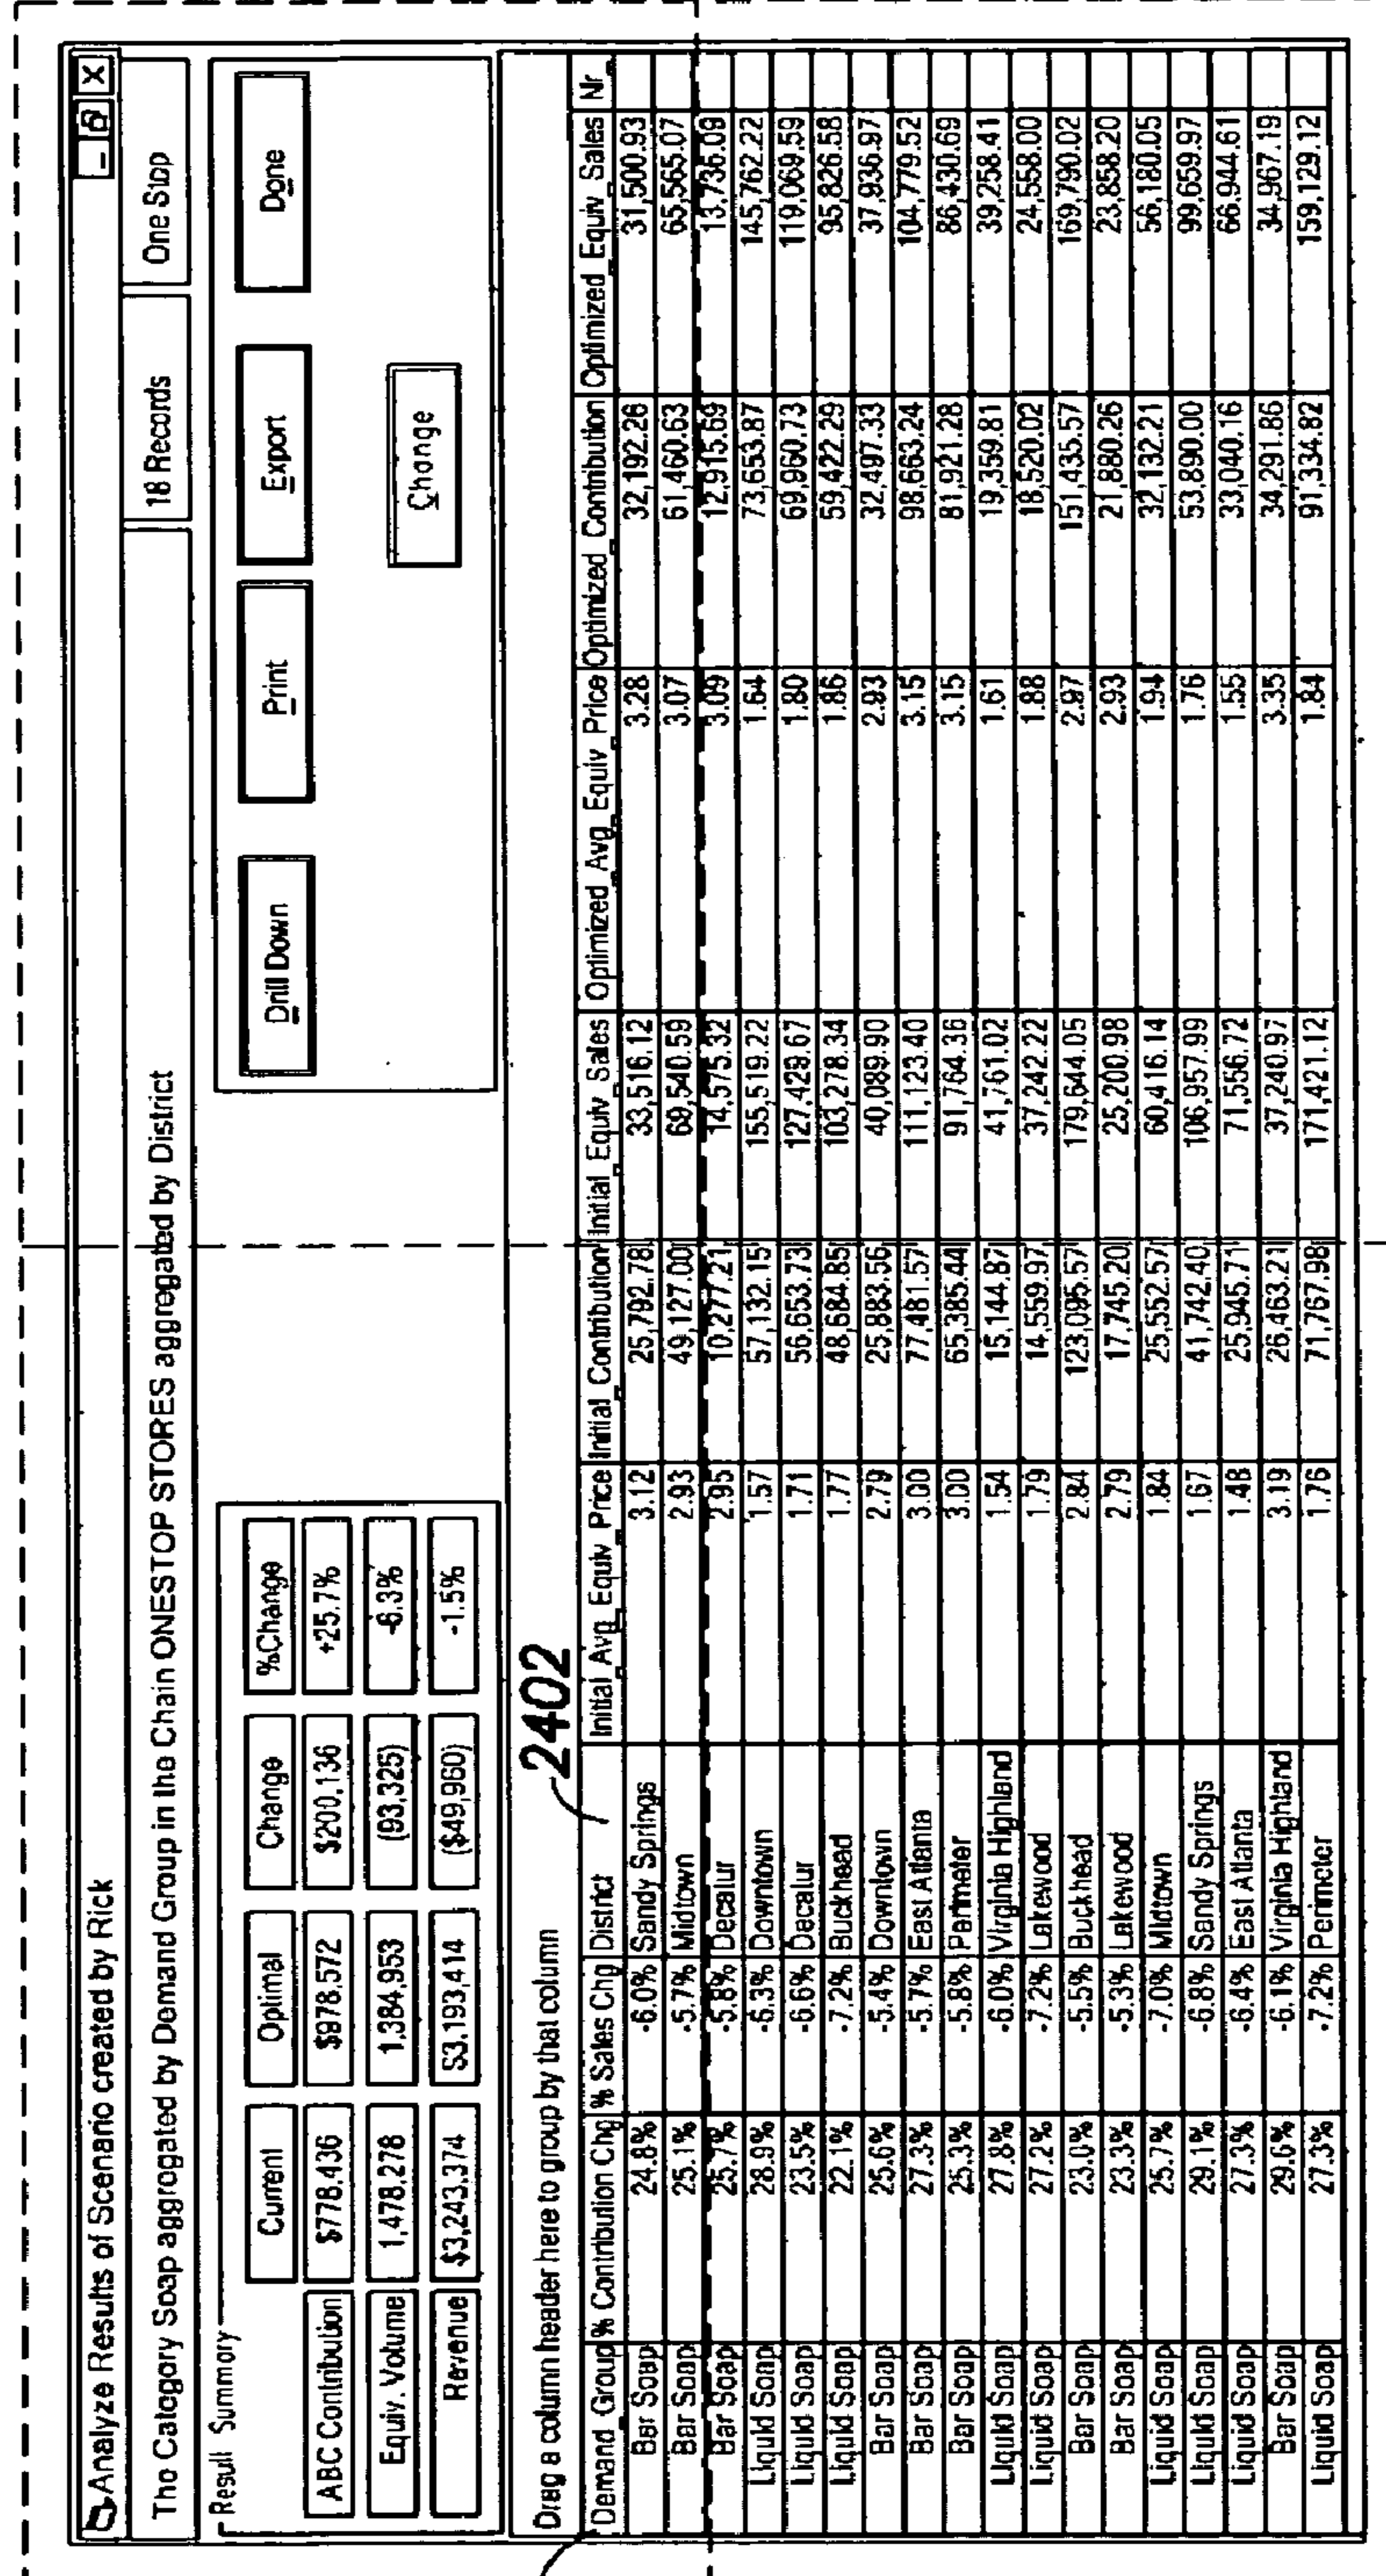 Analyze Results of Scenario created by Rick
The Category Soap aggregated by Demand Group in the Chain ONESTOP STORES aggregated by District 18 Records One Stop
Result Summary
Current Optimal Change %Change
ABC Contribution $778,436 $978,572 $200,136 +25.7%
Equiv. Volume 1,478,278 1,384,953 (93,325) -6.3%
Revenue $3,243,374 $3,193,414 ($49,960) -1.5%
Drill Down Print Export Done
Change
Drag a column header here to group by that column
2402
Demand Group % Contribution Chg % Sales Chg District Initial Avg Equiv Price Initial Contribution Initial Equiv Sales Optimized Avg Equiv Price Optimized Contribution Optimized Equiv Sales Nr
Bar Soap 24.8% -6.0% Sandy Springs 3.12 25,792.78 33,516.12 3.28 32,192.26 31,500.93
Bar Soap 25.1% -5.7% Midtown 2.93 49,127.00 69,540.59 3.07 61,460.63 65,565.07
Bar Soap 25.7% -5.8% Decatur 2.95 10,277.21 14,575.32 3.09 12,915.69 13,736.09
Liquid Soap 28.9% -6.3% Downtown 1.57 57,132.15 155,519.22 1.64 73,653.87 145,762.22
Liquid Soap 23.5% -6.6% Decatur 1.71 56,653.73 127,429.67 1.80 69,960.73 119,069.59
Liquid Soap 22.1% -7.2% Buckhead 1.77 48,684.85 103,278.34 1.86 59,422.29 95,826.58
Bar Soap 25.6% -5.4% Downtown 2.79 25,883.56 40,089.90 2.93 32,497.33 37,936.97
Bar Soap 27.3% -5.7% East Atlanta 3.00 77,481.57 111,123.40 3.15 98,663.24 104,779.52
Bar Soap 25.3% -5.8% Perimeter 3.00 65,385.44 91,764.36 3.15 81,921.28 86,430.69
Liquid Soap 27.8% -6.0% Virginia Highland 1.54 15,144.87 41,761.02 1.61 19,359.81 39,258.41
Liquid Soap 27.2% -7.2% Lakewood 1.79 14,559.97 37,242.22 1.88 18,520.02 24,558.00
Bar Soap 23.0% -5.5% Buckhead 2.84 123,095.57 179,644.05 2.97 151,435.57 169,790.02
Bar Soap 23.3% -5.3% Lakewood 2.79 17,745.20 25,200.98 2.93 21,880.26 23,858.20
Liquid Soap 25.7% -7.0% Midtown 1.84 25,552.57 60,416.14 1.94 32,132.21 56,180.05
Liquid Soap 29.1% -6.8% Sandy Springs 1.67 41,742.40 106,957.99 1.76 53,890.00 99,659.97
Liquid Soap 27.3% -6.4% East Atlanta 1.48 25,945.71 71,556.72 1.55 33,040.16 66,944.61
Bar Soap 29.6% -6.1% Virginia Highland 3.19 26,463.21 37,240.97 3.35 34,291.86 34,967.19
Liquid Soap 27.3% -7.2% Perimeter 1.76 71,767.98 171,421.12 1.84 91,334.82 159,129.12